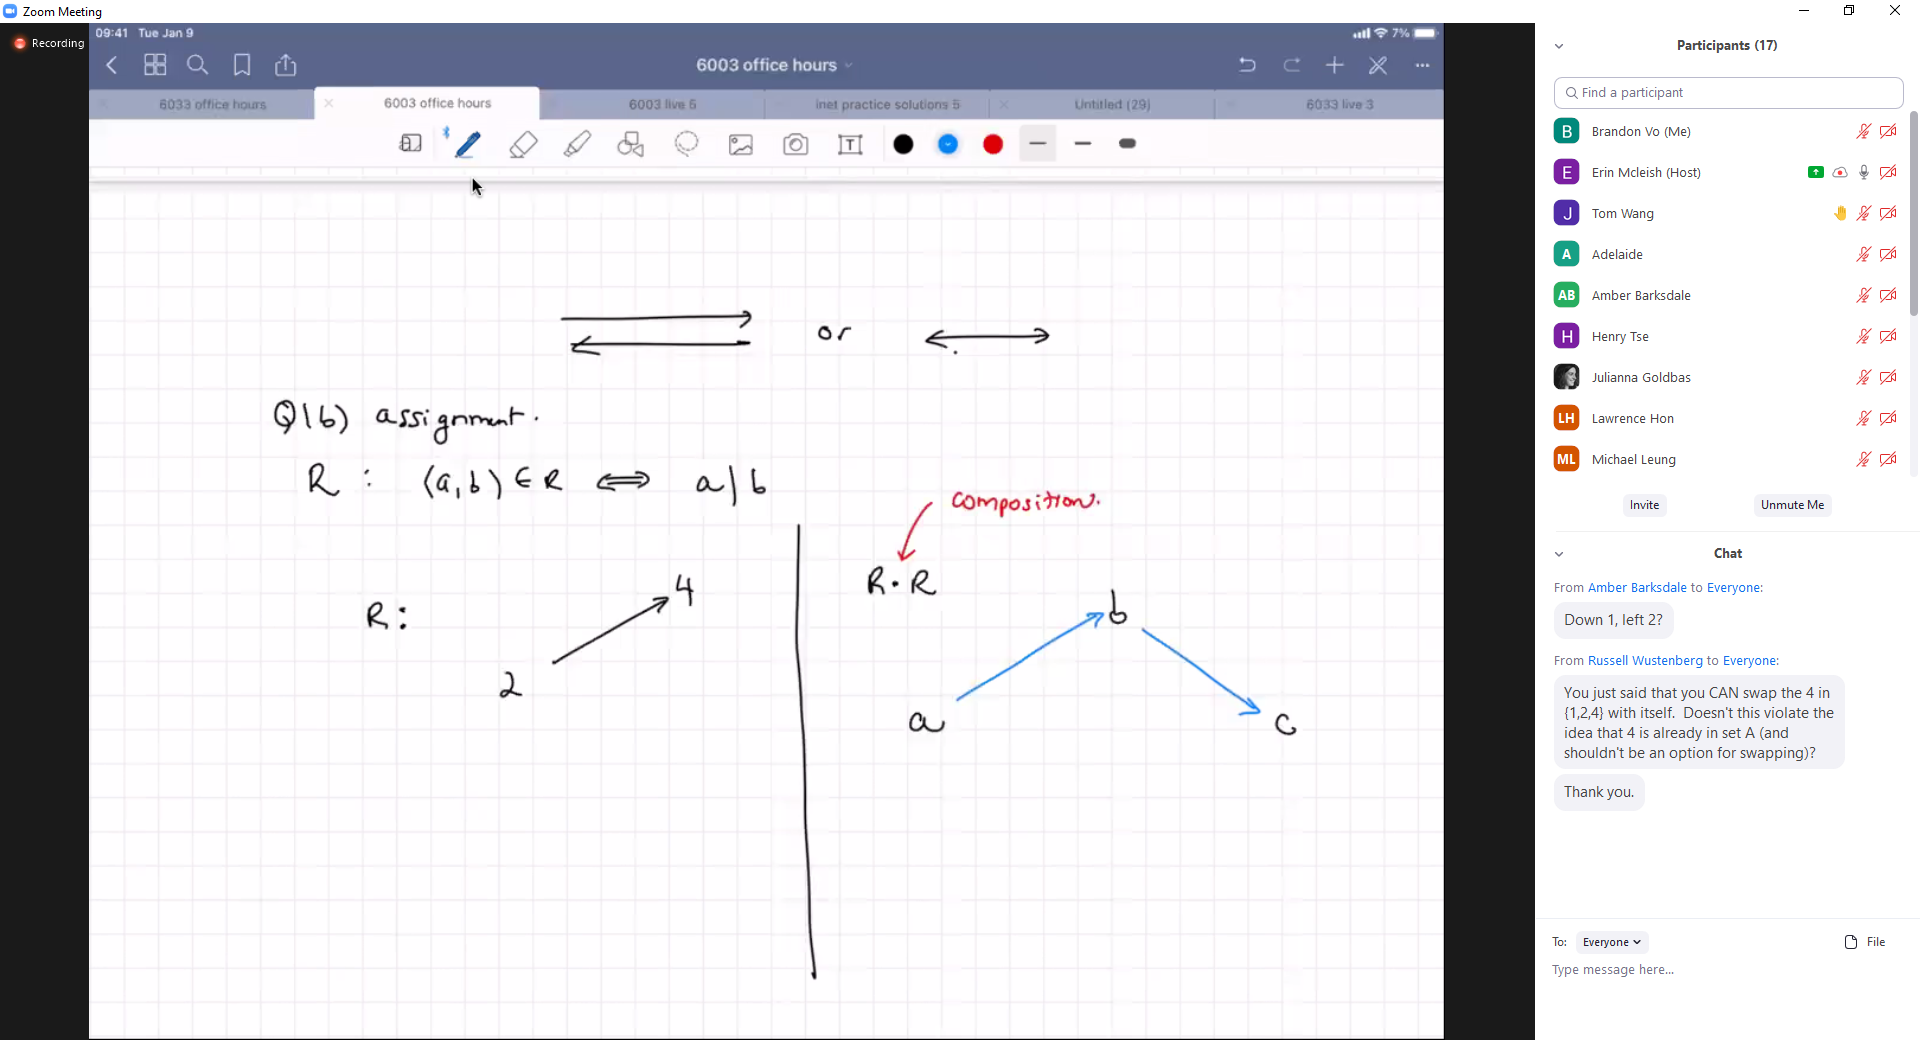 Zoom Meeting
Recording
09:41 Tue Jan 9
7%
6003 office hours
6033 office hours
6003 office hours
6003 live 6
inet practice solutions 5
Untitled (29)
6033 live 3
T
or
Q1b) assignment.
R : (a,b) ∈ R ⟺ a|b
composition.
R • R
R:
4
2
b
a
c
Participants (17)
Find a participant
B Brandon Vo (Me)
E Erin Mcleish (Host)
J Tom Wang
A Adelaide
AB Amber Barksdale
H Henry Tse
Julianna Goldbas
LH Lawrence Hon
ML Michael Leung
Invite
Unmute Me
Chat
From Amber Barksdale to Everyone:
Down 1, left 2?
From Russell Wustenberg to Everyone:
You just said that you CAN swap the 4 in
{1,2,4} with itself. Doesn't this violate the
idea that 4 is already in set A (and
shouldn't be an option for swapping)?
Thank you.
To: Everyone
File
Type message here...